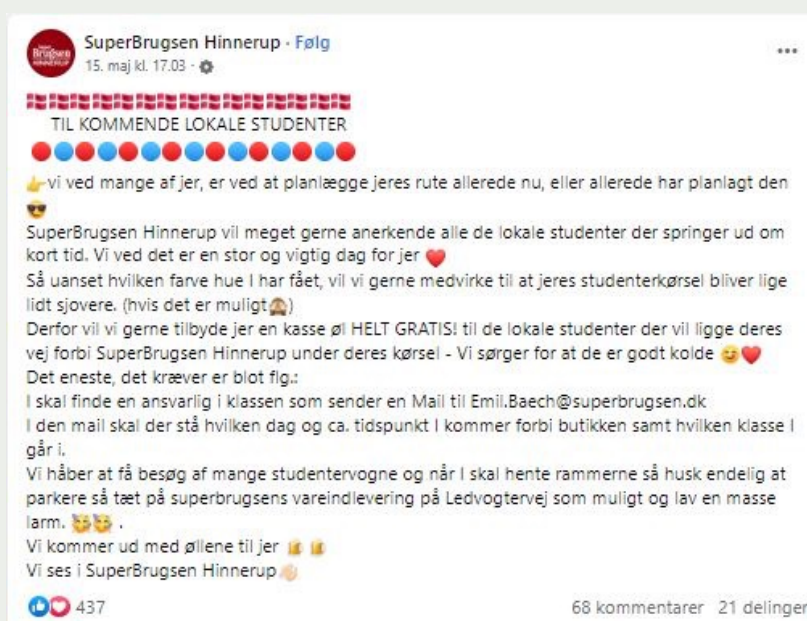 SuperBrugsen Hinnerup · Følg
15. maj kl. 17.03 ·
TIL KOMMENDE LOKALE STUDENTER
vi ved mange af jer, er ved at planlægge jeres rute allerede nu, eller allerede har planlagt den
SuperBrugsen Hinnerup vil meget gerne anerkende alle de lokale studenter der springer ud om
kort tid. Vi ved det er en stor og vigtig dag for jer
Så uanset hvilken farve hue I har fået, vil vi gerne medvirke til at jeres studenterkørsel bliver lige
lidt sjovere. (hvis det er muligt)
Derfor vil vi gerne tilbyde jer en kasse øl HELT GRATIS! til de lokale studenter der vil ligge deres
vej forbi SuperBrugsen Hinnerup under deres kørsel - Vi sørger for at de er godt kolde
Det eneste, det kræver er blot flg.:
I skal finde en ansvarlig i klassen som sender en Mail til Emil.Baech@superbrugsen.dk
I den mail skal der stå hvilken dag og ca. tidspunkt I kommer forbi butikken samt hvilken klasse I
går i.
Vi håber at få besøg af mange studentervogne og når I skal hente rammerne så husk endelig at
parkere så tæt på superbrugsens vareindlevering på Ledvogtervej som muligt og lav en masse
larm. .
Vi kommer ud med øllene til jer
Vi ses i SuperBrugsen Hinnerup
437
68 kommentarer 21 delinger